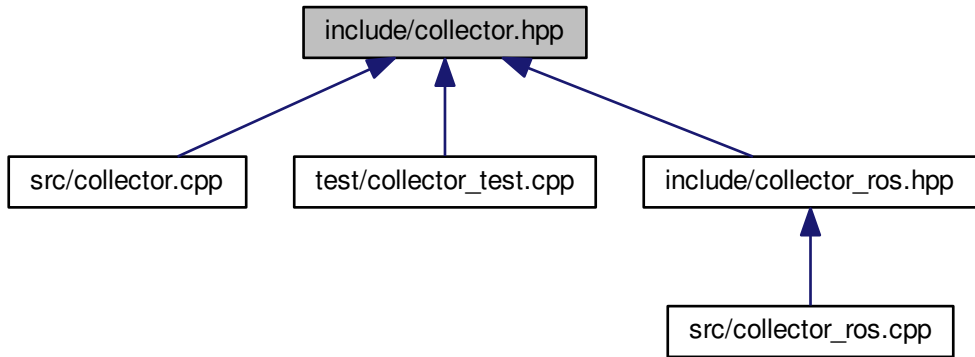 include/collector.hpp
src/collector.cpp
test/collector_test.cpp
include/collector_ros.hpp
src/collector_ros.cpp